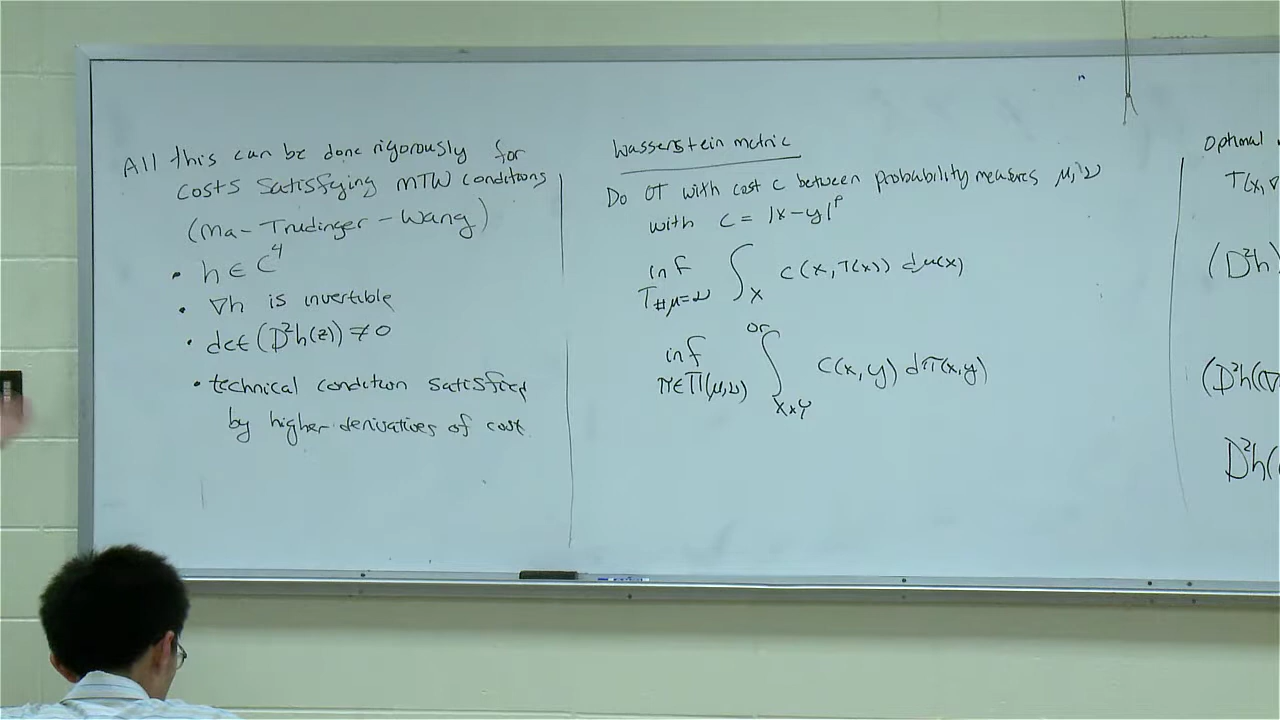 All this can be done rigorously for
costs satisfying MTW conditions
(Ma-Trudinger-Wang)
• h ∈ C⁴
• ∇h is invertible
• det(D²h(z)) ≠ 0
• technical condition satisfied
by higher derivatives of cost
Wasserstein metric
Do OT with cost c between probability measures μ, ν
with c = |x-y|ᵖ
inf ∫ c(x,T(x)) dμ(x)
T#μ=ν X
or
inf ∫ c(x,y) dπ(x,y)
π∈Π(μ,ν) X×Y
Optimal
T(x,
(D²h)
(D²h(∇
D²h(